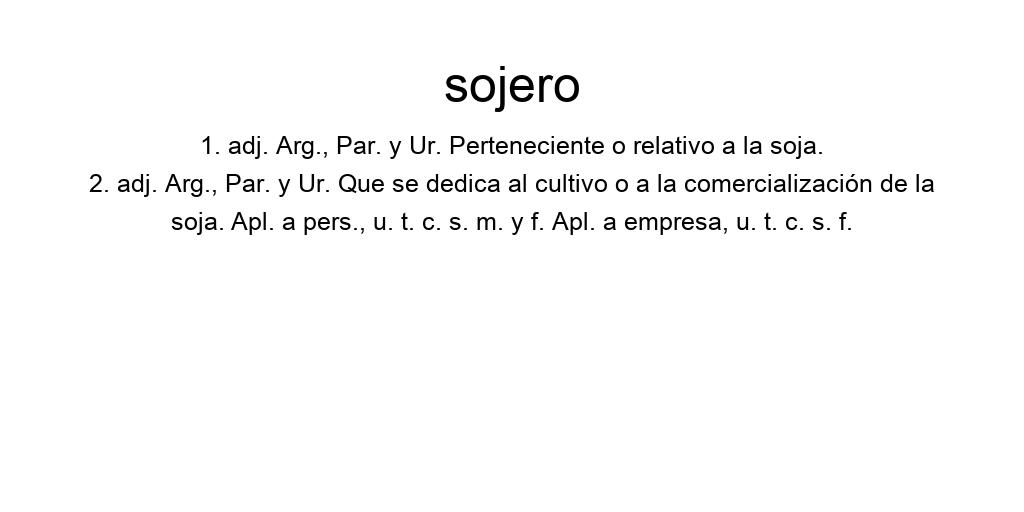 sojero
1. adj. Arg., Par. y Ur. Perteneciente o relativo a la soja.
2. adj. Arg., Par. y Ur. Que se dedica al cultivo o a la comercialización de la
soja. Apl. a pers., u. t. c. s. m. y f. Apl. a empresa, u. t. c. s. f.